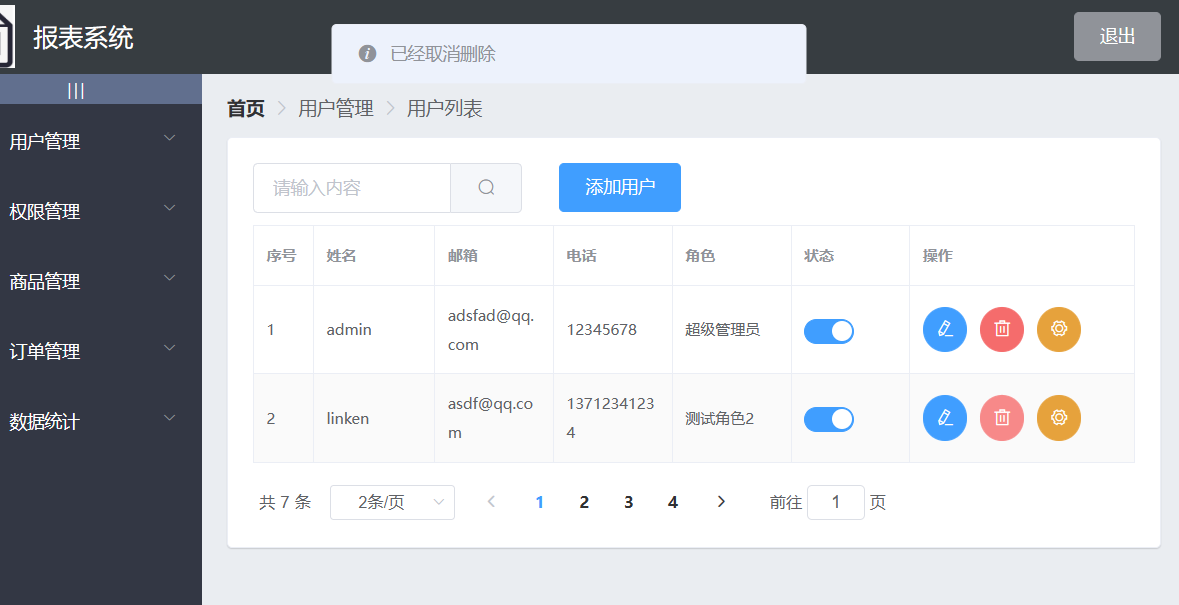 报表系统
已经取消删除
退出
|||
首页 > 用户管理 > 用户列表
用户管理
权限管理
商品管理
订单管理
数据统计
请输入内容
添加用户
序号 姓名 邮箱 电话 角色 状态 操作
1 admin adsfad@qq. 12345678 超级管理员
com
2 linken asdf@qq.co 1371234123 测试角色2
m 4
共 7 条 2条/页 < 1 2 3 4 > 前往 1 页